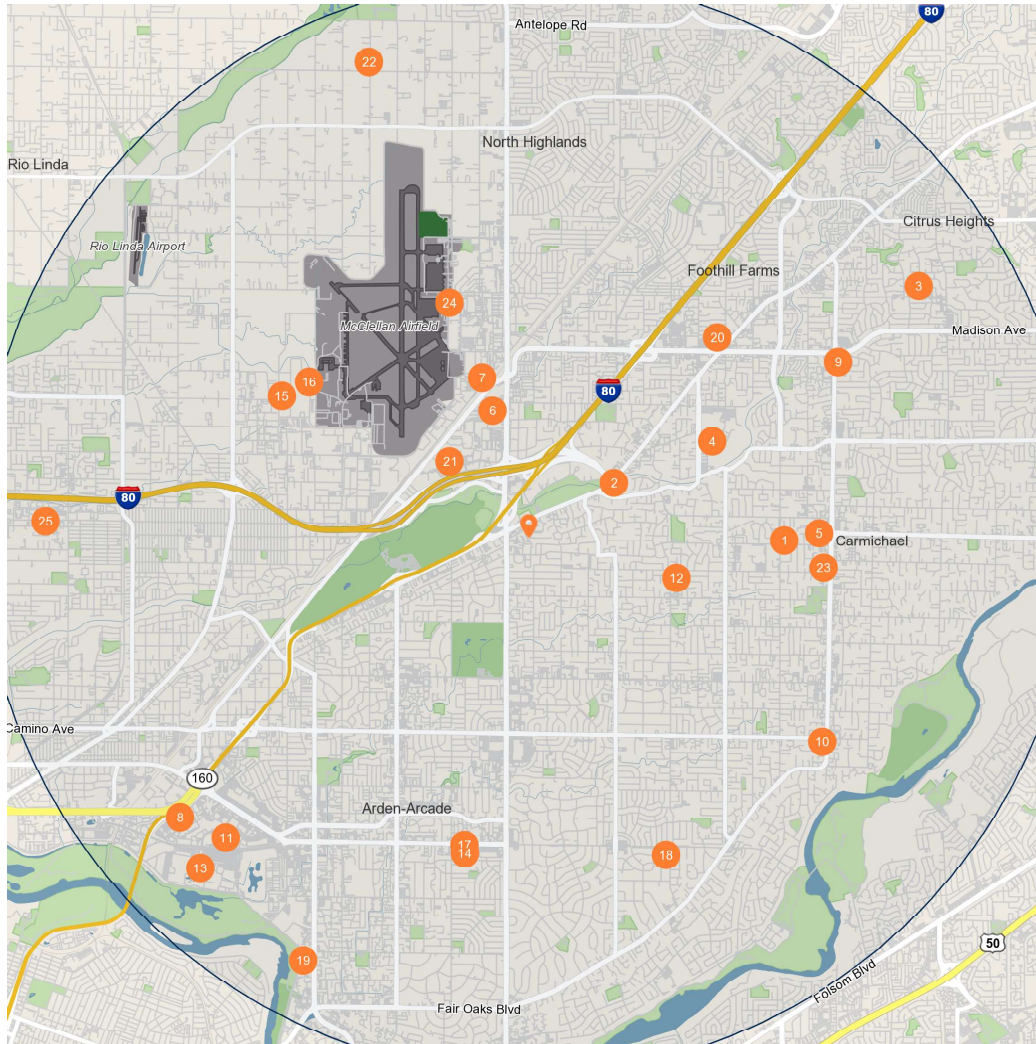 80
Antelope Rd
22
North Highlands
Rio Linda
Citrus Heights
Rio Linda Airport
Foothill Farms
3
24
McClellan Airfield
Madison Ave
20
9
7
16
80
15
6
4
21
2
80
25
5
1
Carmichael
23
12
Camino Ave
10
160
Arden-Arcade
8
11
17
14
18
13
50
19
Folsom Blvd
Fair Oaks Blvd